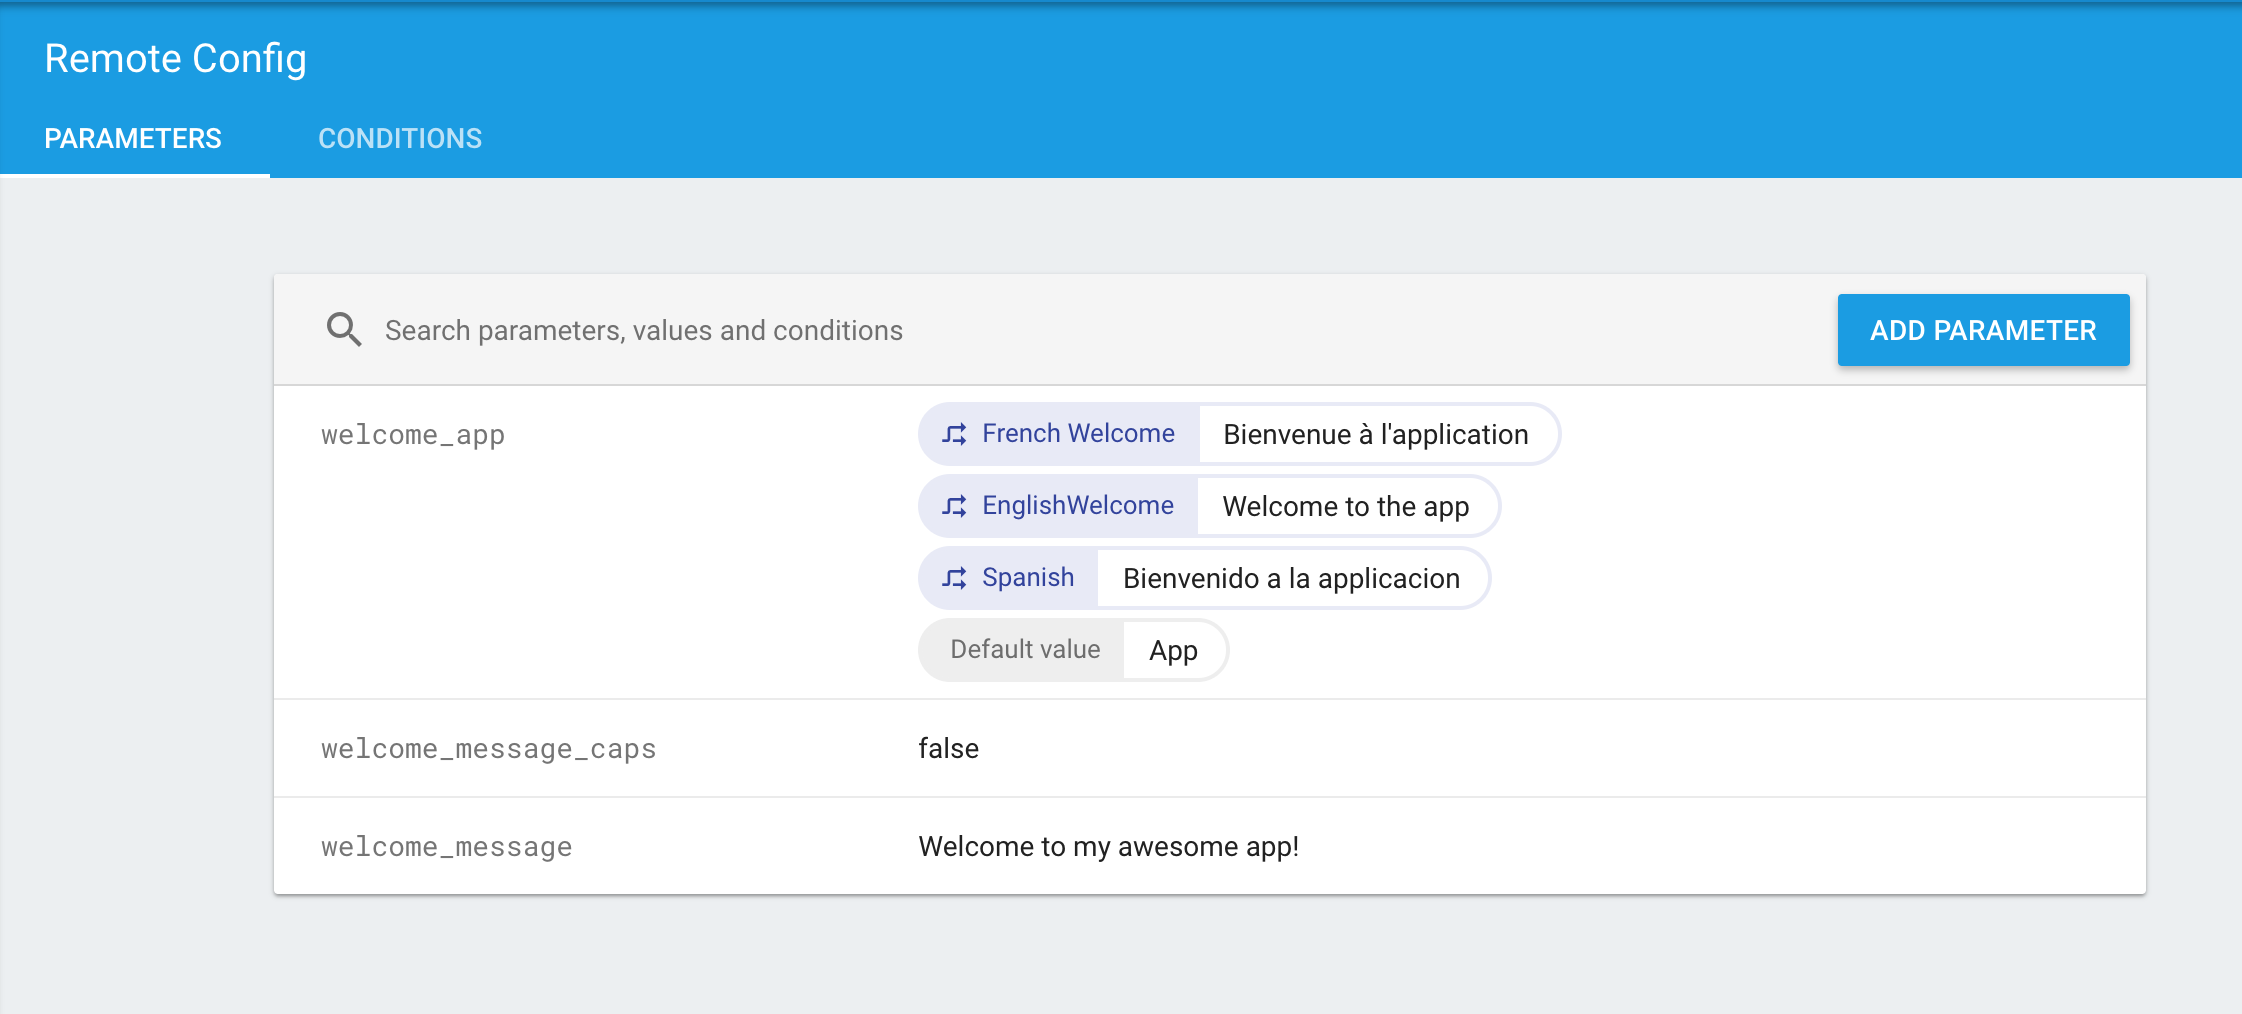 Remote Config
PARAMETERS CONDITIONS
Search parameters, values and conditions ADD PARAMETER
welcome_app French Welcome Bienvenue à l'application
EnglishWelcome Welcome to the app
Spanish Bienvenido a la applicacion
Default value App
welcome_message_caps false
welcome_message Welcome to my awesome app!